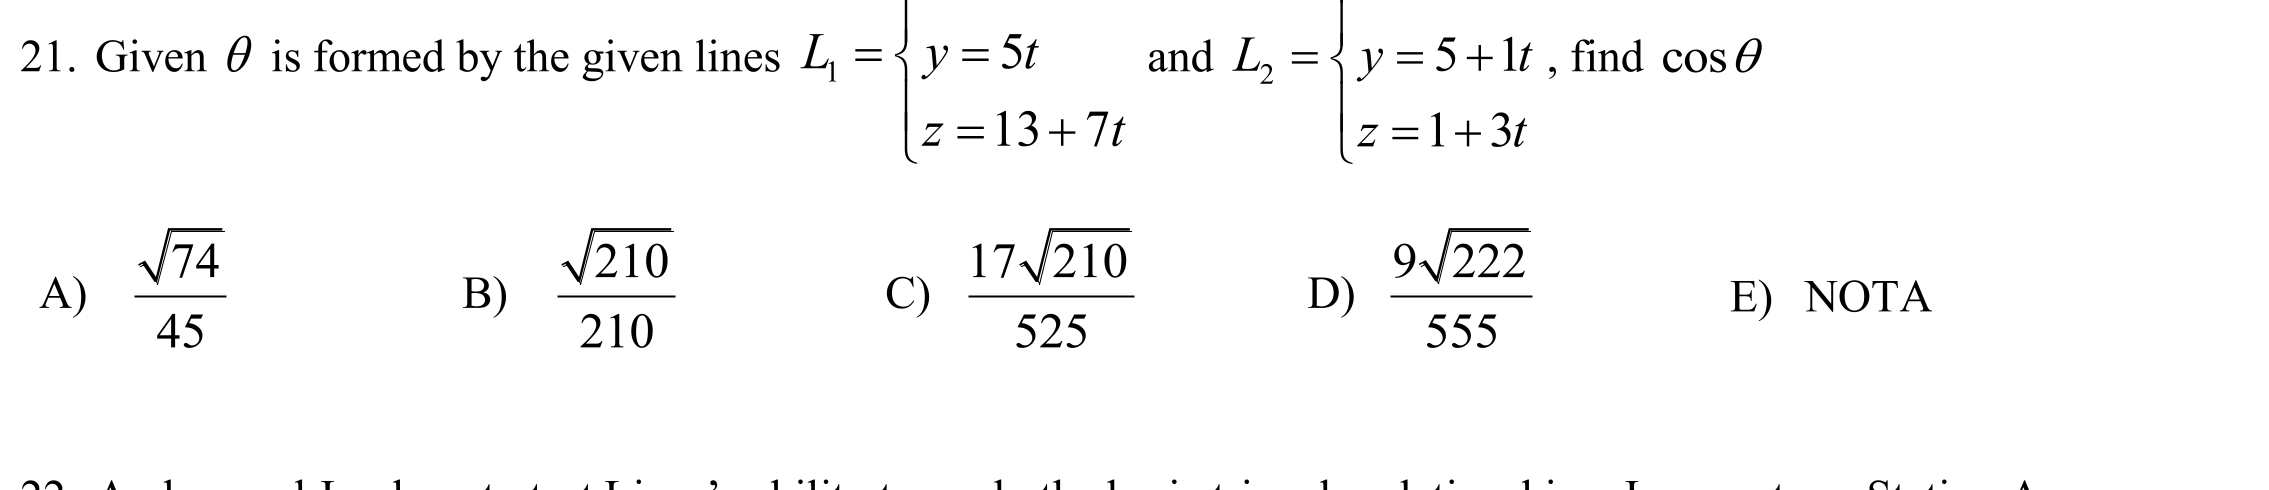 21. Given θ is formed by the given lines L₁ = { y = 5t and L₂ = { y = 5+1t , find cos θ
z = 13+7t z = 1+3t
A) √74/45 B) √210/210 C) 17√210/525 D) 9√222/555 E) NOTA